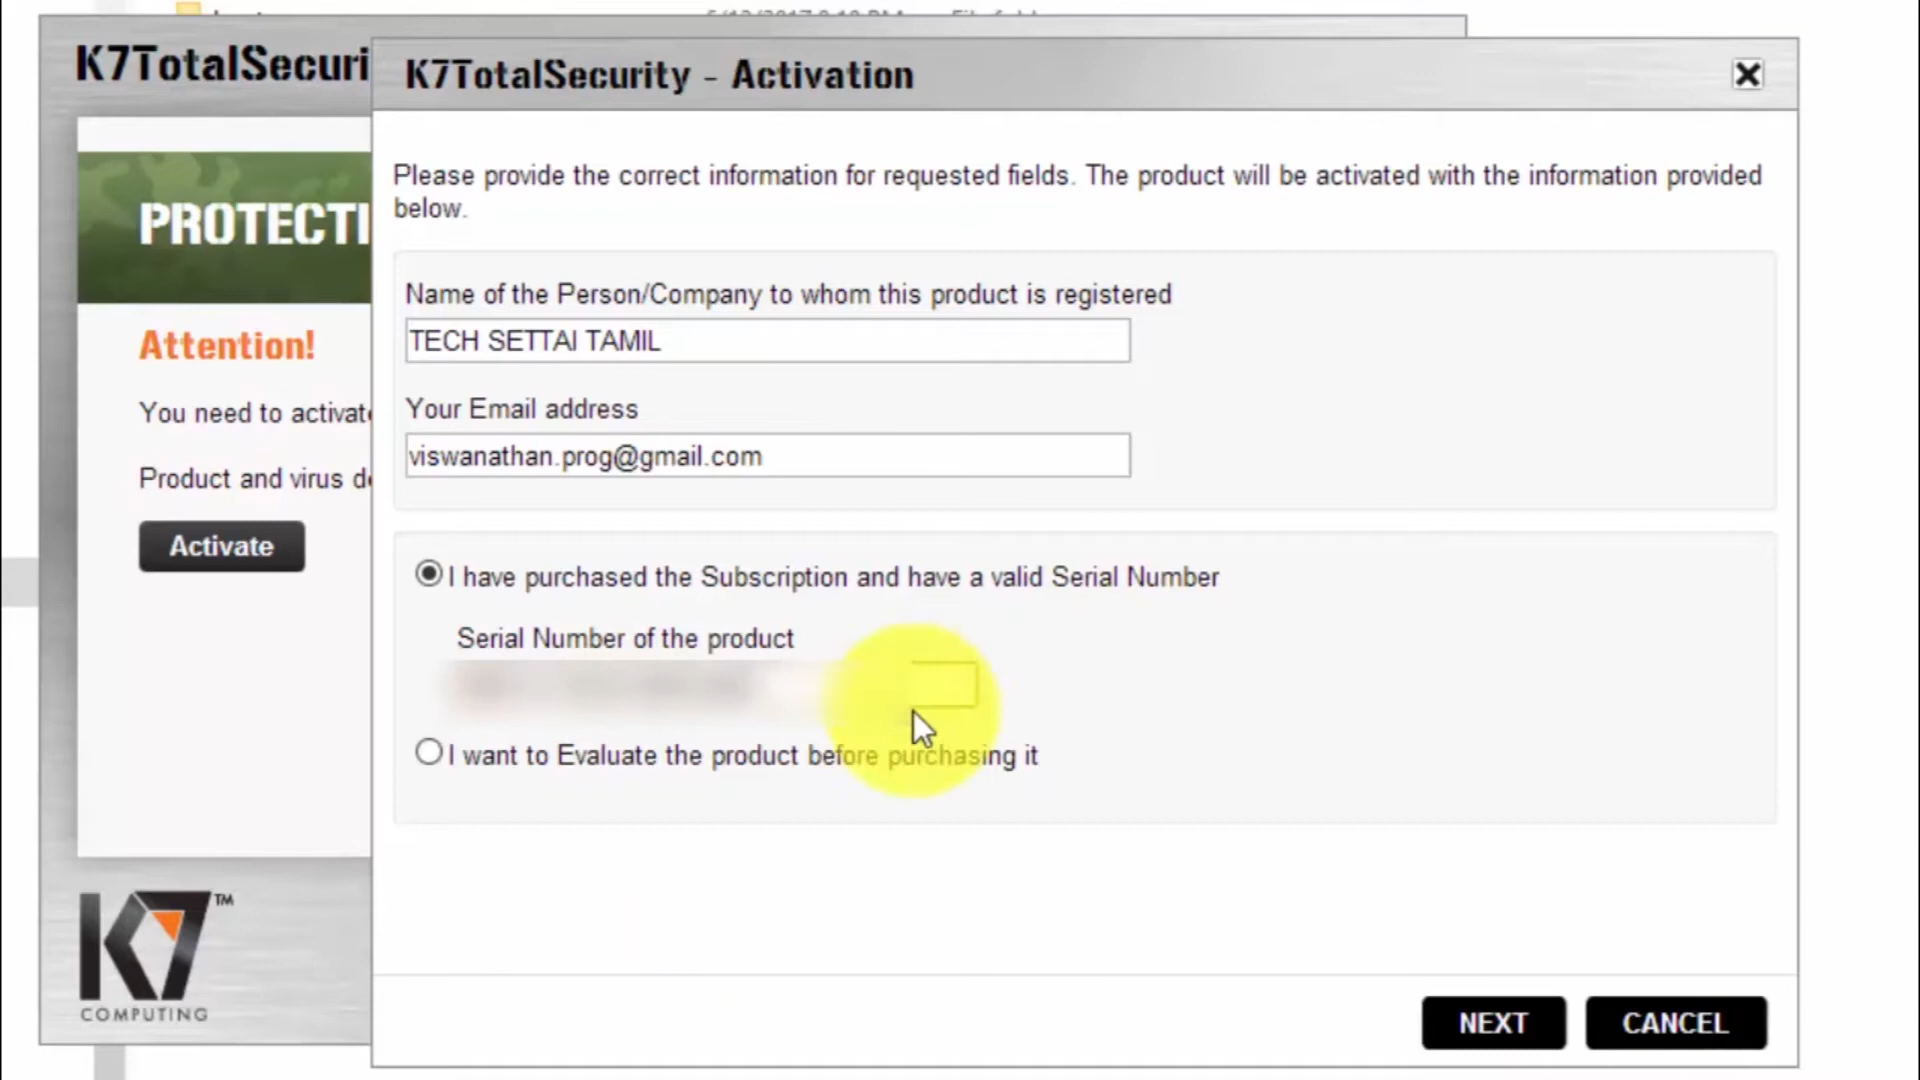 K7TotalSecuri
K7TotalSecurity - Activation
Please provide the correct information for requested fields. The product will be activated with the information provided
below.
PROTECTI
Name of the Person/Company to whom this product is registered
TECH SETTAI TAMIL
Attention!
Your Email address
You need to activate
viswanathan.prog@gmail.com
Product and virus de
Activate
I have purchased the Subscription and have a valid Serial Number
Serial Number of the product
I want to Evaluate the product before purchasing it
K7 TM
COMPUTING
NEXT
CANCEL